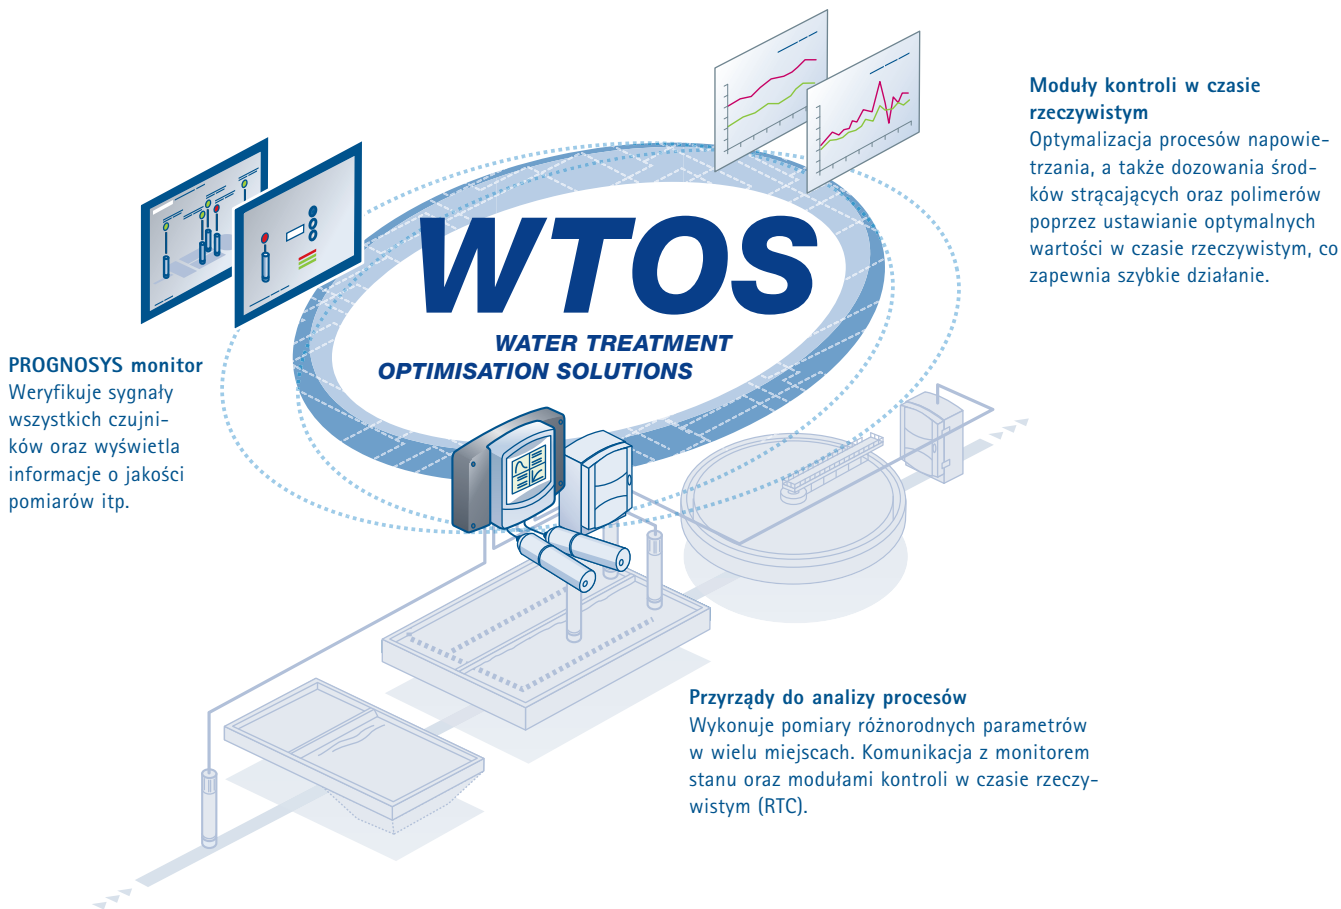 Moduły kontroli w czasie
rzeczywistym
Optymalizacja procesów napowie-
trzania, a także dozowania środ-
ków strącających oraz polimerów
poprzez ustawianie optymalnych
wartości w czasie rzeczywistym, co
zapewnia szybkie działanie.
WTOS
WATER TREATMENT
OPTIMISATION SOLUTIONS
PROGNOSYS monitor
Weryfikuje sygnały
wszystkich czujni-
ków oraz wyświetla
informacje o jakości
pomiarów itp.
Przyrządy do analizy procesów
Wykonuje pomiary różnorodnych parametrów
w wielu miejscach. Komunikacja z monitorem
stanu oraz modułami kontroli w czasie rzeczy-
wistym (RTC).